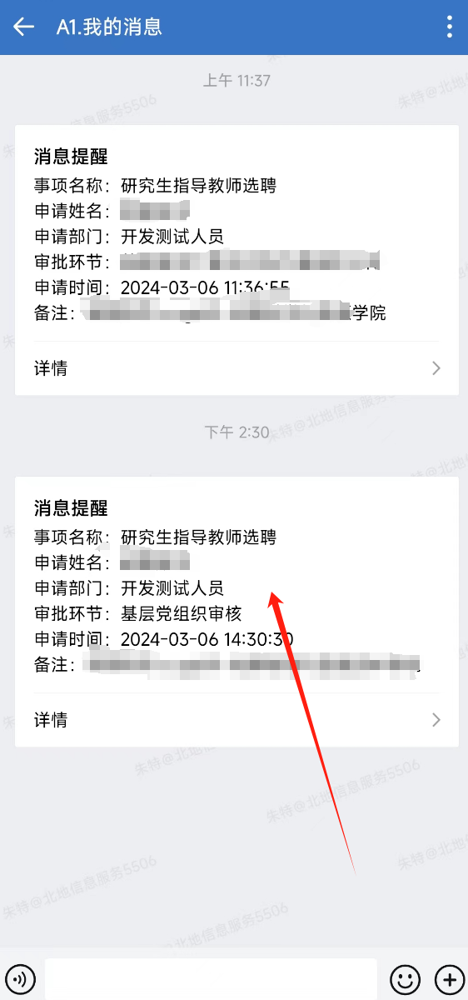 A1.我的消息
上午 11:37
消息提醒
事项名称：研究生指导教师选聘
申请姓名：
申请部门：开发测试人员
审批环节：
申请时间：2024-03-06 11:36:55
备注：
学院
详情
下午 2:30
消息提醒
事项名称：研究生指导教师选聘
申请姓名：
申请部门：开发测试人员
审批环节：基层党组织审核
申请时间：2024-03-06 14:30:30
备注：
详情
朱特@北地信息服务5506